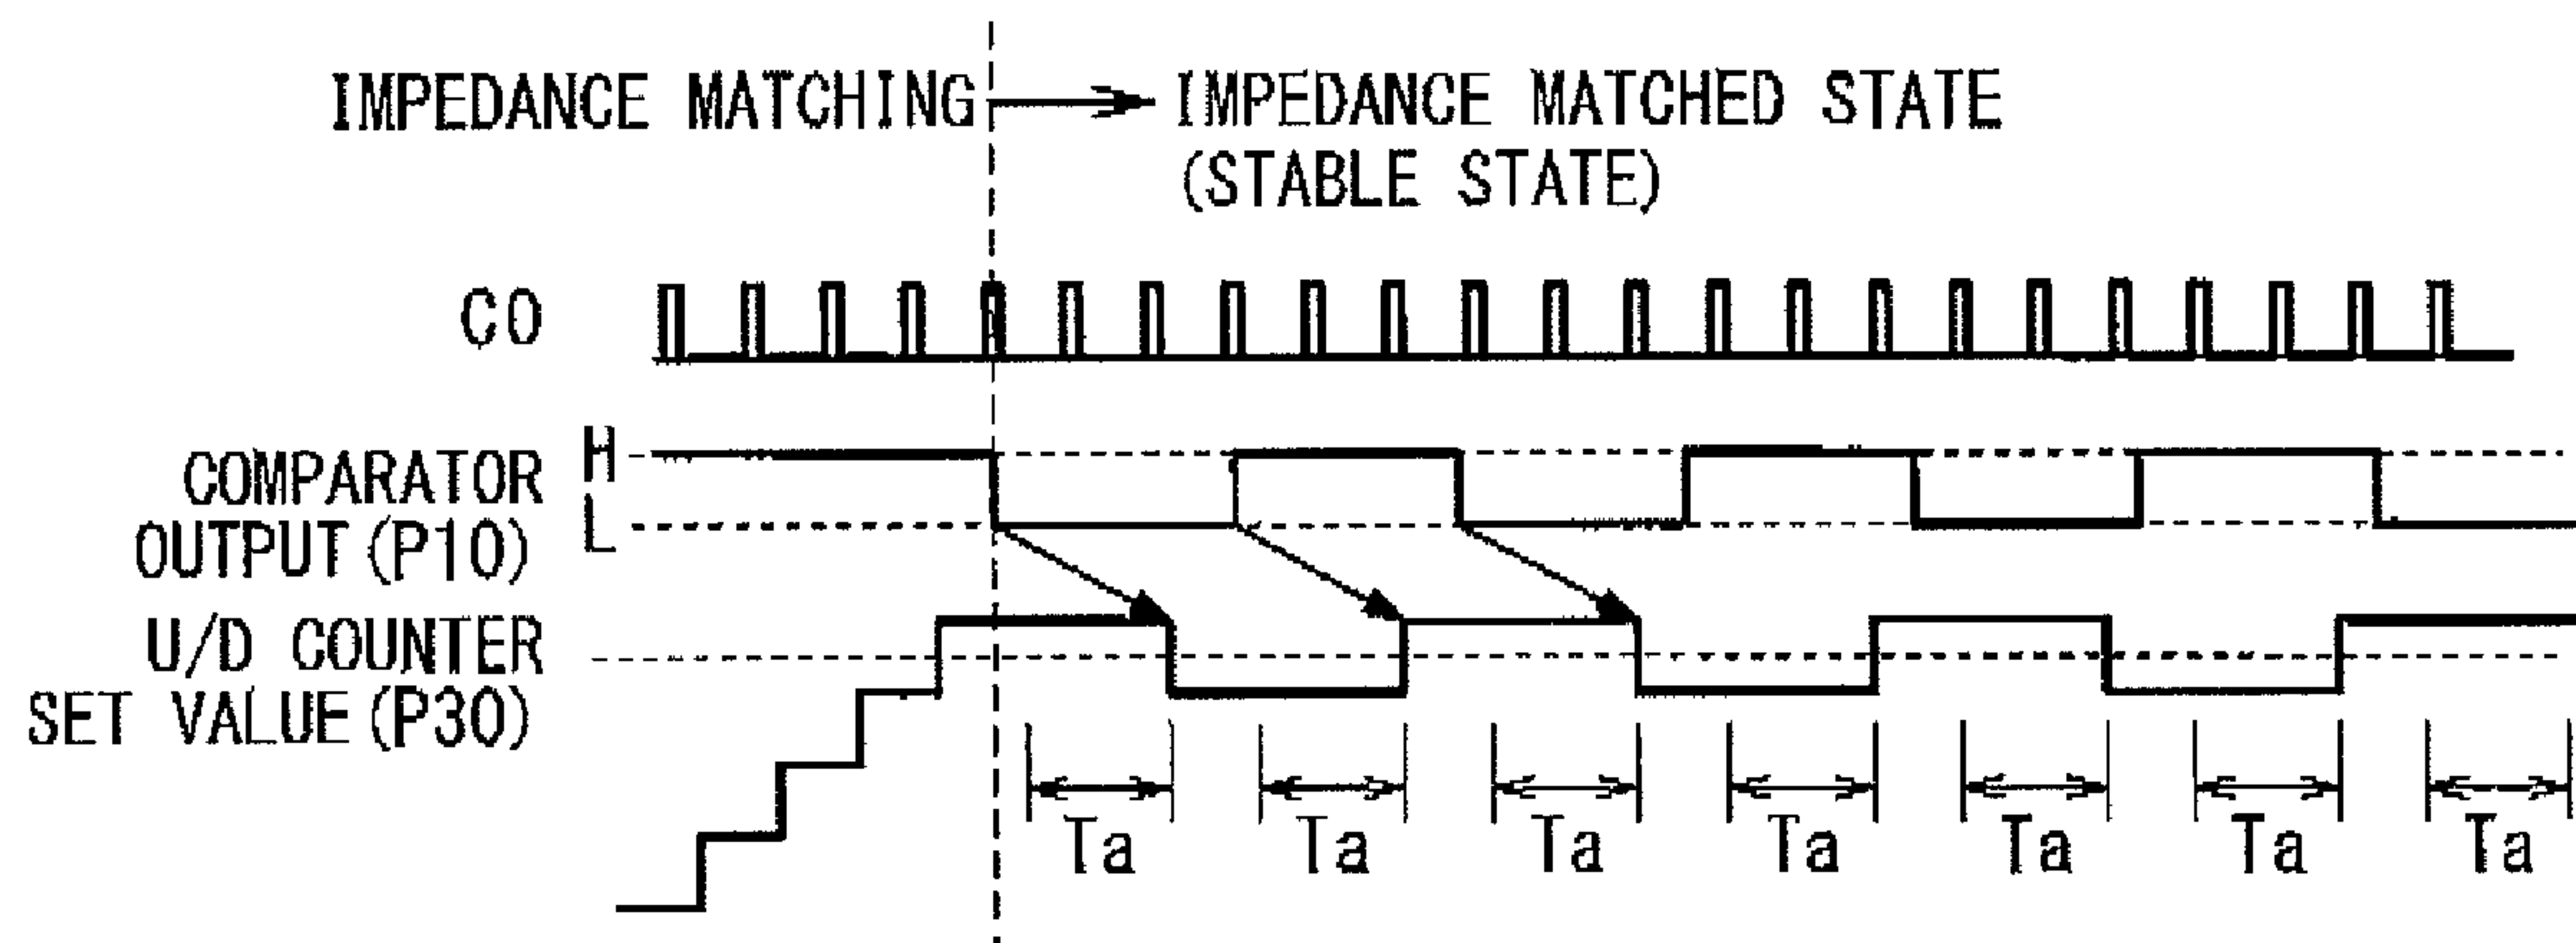 IMPEDANCE MATCHING
IMPEDANCE MATCHED STATE
(STABLE STATE)
C0
COMPARATOR
OUTPUT(P10)
H
L
U/D COUNTER
SET VALUE(P30)
Ta
Ta
Ta
Ta
Ta
Ta
Ta